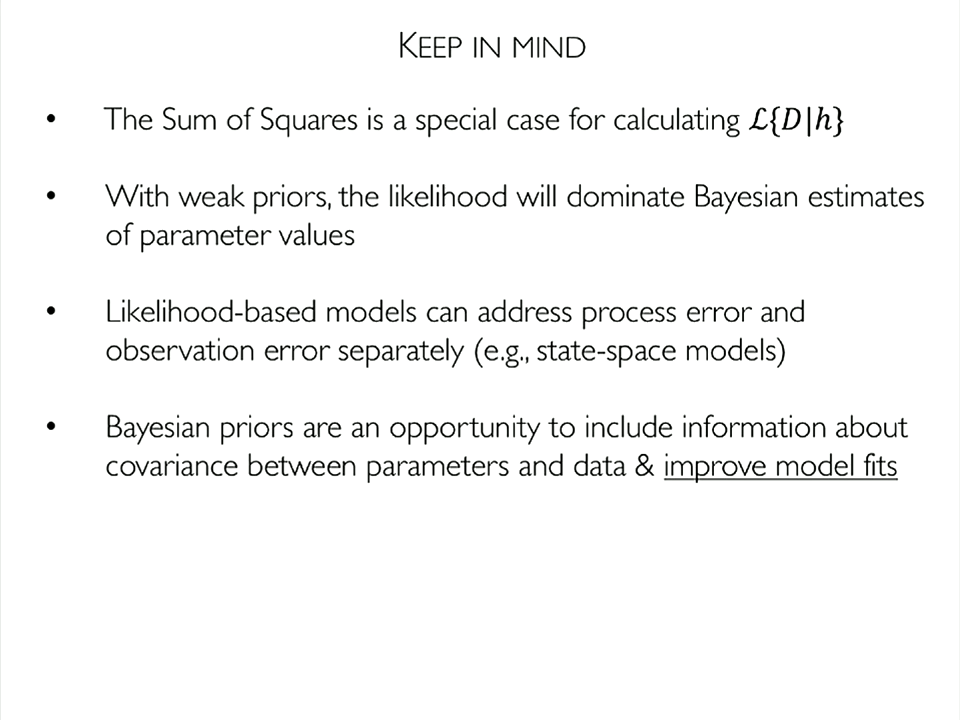 KEEP IN MIND
• The Sum of Squares is a special case for calculating ℒ{D|h}
• With weak priors, the likelihood will dominate Bayesian estimates
of parameter values
• Likelihood-based models can address process error and
observation error separately (e.g., state-space models)
• Bayesian priors are an opportunity to include information about
covariance between parameters and data & improve model fits